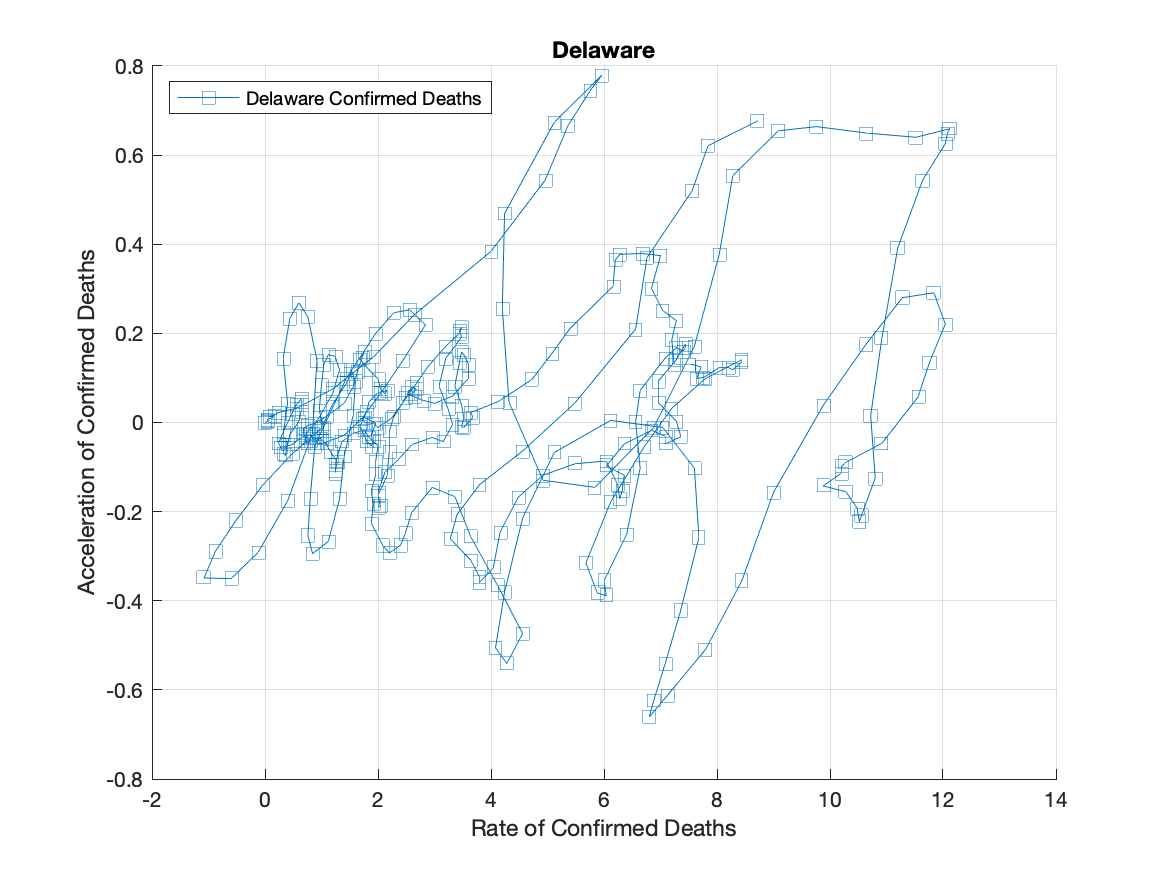 Delaware
Delaware Confirmed Deaths
Acceleration of Confirmed Deaths
0.8
0.6
0.4
0.2
0
-0.2
-0.4
-0.6
-0.8
-2 0 2 4 6 8 10 12 14
Rate of Confirmed Deaths